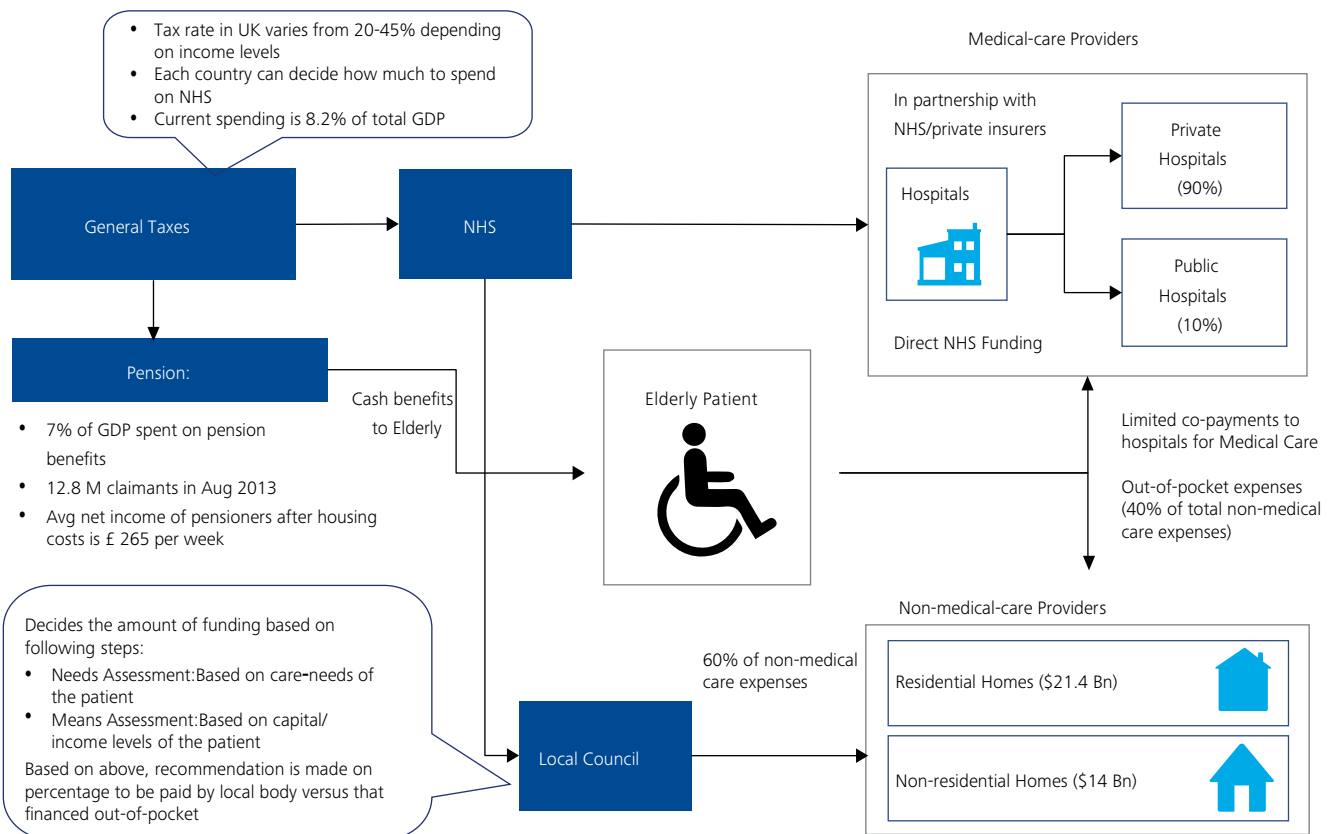 • Tax rate in UK varies from 20-45% depending
on income levels
• Each country can decide how much to spend
on NHS
• Current spending is 8.2% of total GDP
General Taxes
NHS
Medical-care Providers
In partnership with
NHS/private insurers
Hospitals
Private
Hospitals
(90%)
Public
Hospitals
(10%)
Direct NHS Funding
Pension:
• 7% of GDP spent on pension
benefits
• 12.8 M claimants in Aug 2013
• Avg net income of pensioners after housing
costs is £ 265 per week
Cash benefits
to Elderly
Elderly Patient
Limited co-payments to
hospitals for Medical Care
Out-of-pocket expenses
(40% of total non-medical
care expenses)
Decides the amount of funding based on
following steps:
• Needs Assessment:Based on care-needs of
the patient
• Means Assessment:Based on capital/
income levels of the patient
Based on above, recommendation is made on
percentage to be paid by local body versus that
financed out-of-pocket
Local Council
60% of non-medical
care expenses
Non-medical-care Providers
Residential Homes ($21.4 Bn)
Non-residential Homes ($14 Bn)